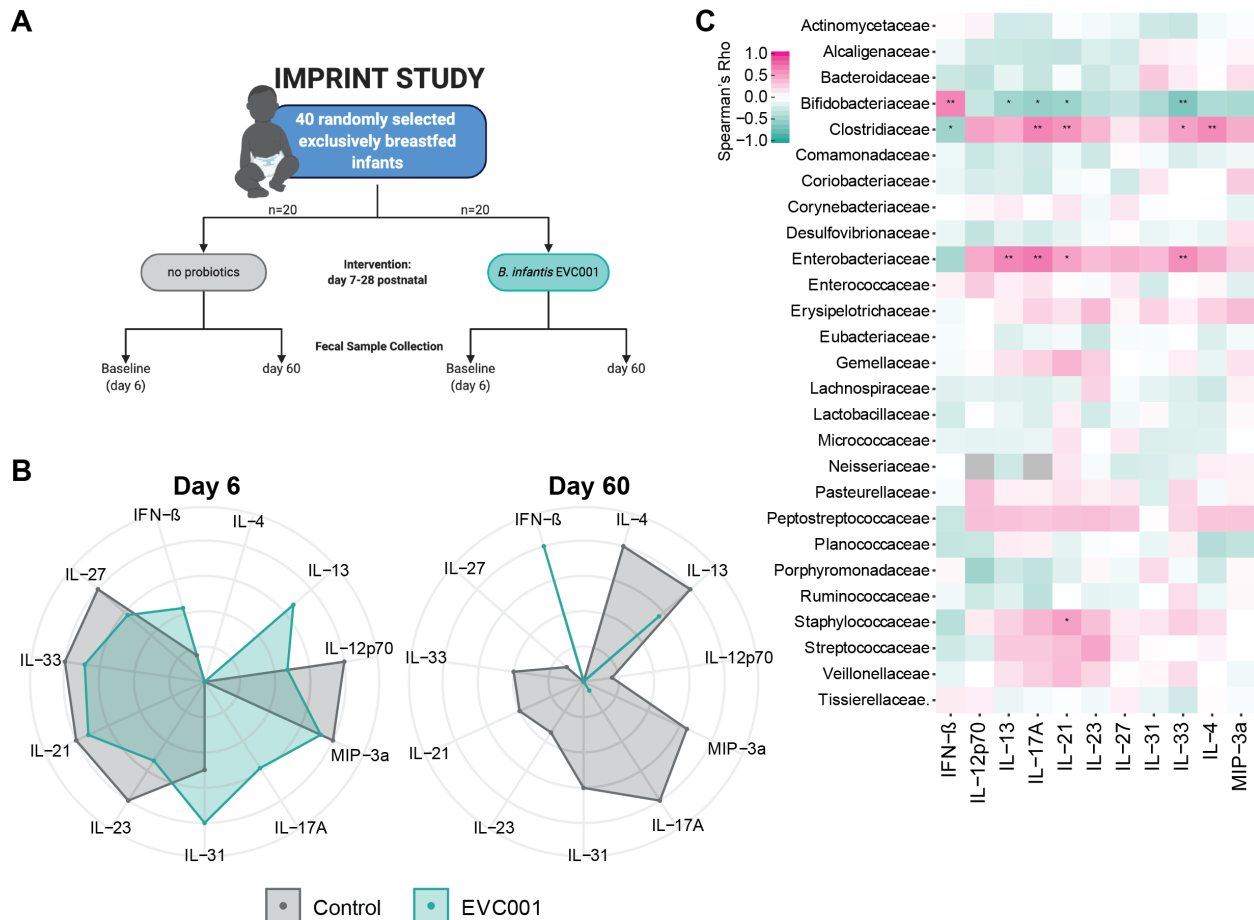 A
IMPRINT STUDY
40 randomly selected
exclusively breastfed
infants
n=20
n=20
no probiotics
Intervention:
day 7-28 postnatal
B. infantis EVC001
Fecal Sample Collection
Baseline
(day 6)
day 60
Baseline
(day 6)
day 60
B
Day 6
IFN−ß
IL−4
IL−27
IL−13
IL−33
IL−12p70
IL−21
MIP−3a
IL−23
IL−17A
IL−31
Day 60
IFN−ß
IL−4
IL−27
IL−13
IL−33
IL−12p70
IL−21
MIP−3a
IL−23
IL−17A
IL−31
Control
EVC001
C
Spearman's Rho
1.0
0.5
0.0
−0.5
−1.0
Actinomycetaceae
Alcaligenaceae
Bacteroidaceae
Bifidobacteriaceae ** * * * **
Clostridiaceae * ** ** * **
Comamonadaceae
Coriobacteriaceae
Corynebacteriaceae
Desulfovibrionaceae
Enterobacteriaceae ** ** * **
Enterococcaceae
Erysipelotrichaceae
Eubacteriaceae
Gemellaceae
Lachnospiraceae
Lactobacillaceae
Micrococcaceae
Neisseriaceae
Pasteurellaceae
Peptostreptococcaceae
Planococcaceae
Porphyromonadaceae
Ruminococcaceae
Staphylococcaceae *
Streptococcaceae
Veillonellaceae
Tissierellaceae.
IFN−ß
IL−12p70
IL−13
IL−17A
IL−21
IL−23
IL−27
IL−31
IL−33
IL−4
MIP−3a